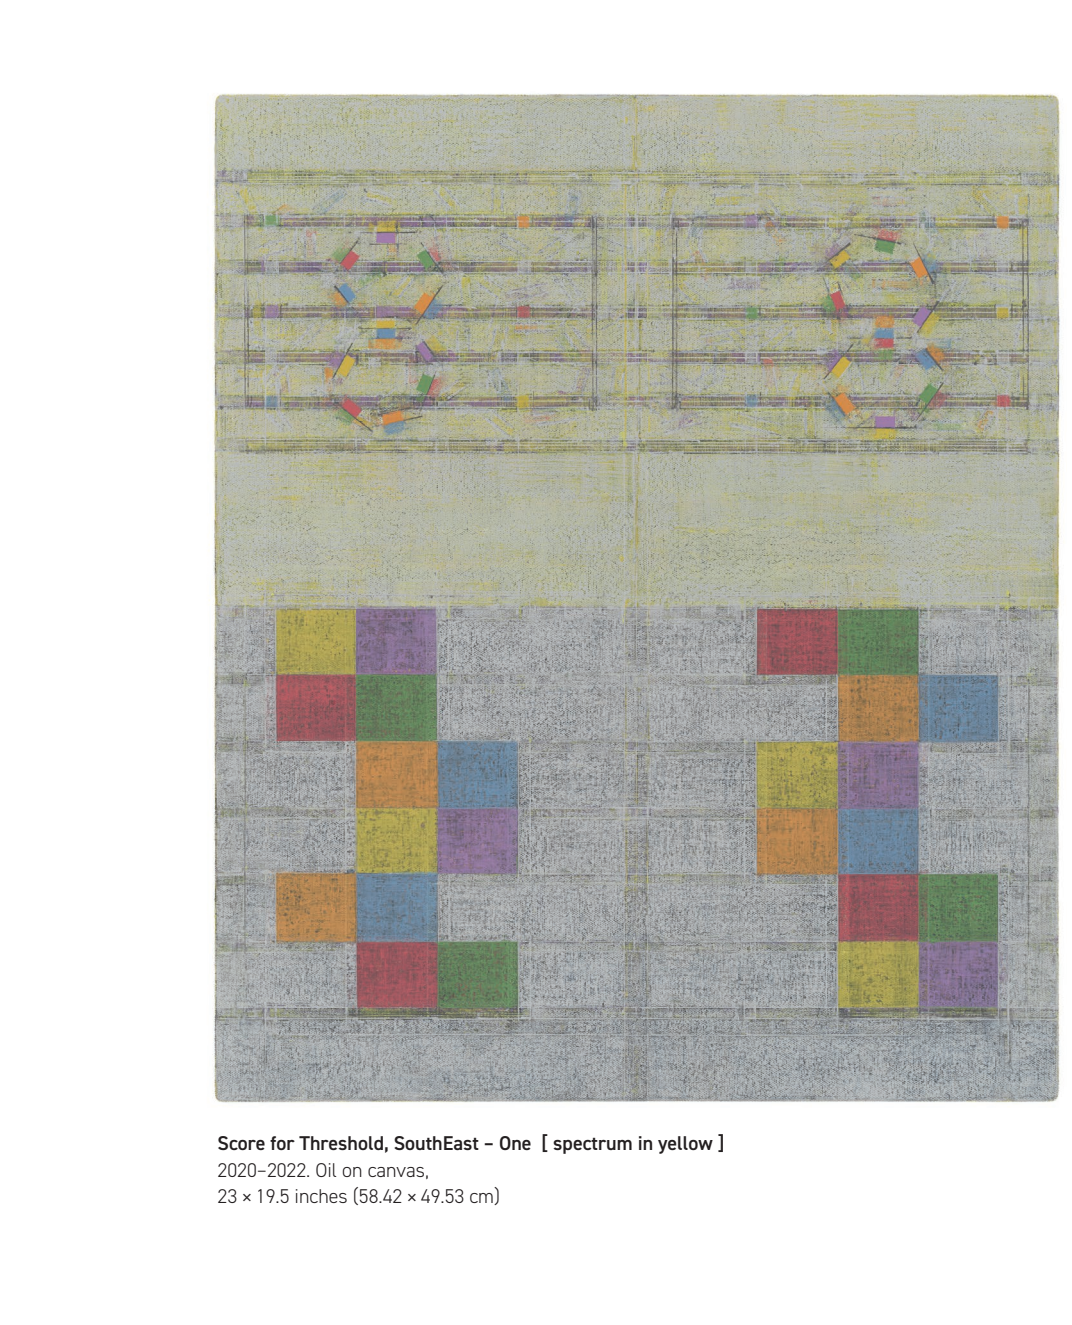 Score for Threshold, SouthEast – One [ spectrum in yellow ]
2020–2022. Oil on canvas,
23 × 19.5 inches (58.42 × 49.53 cm)